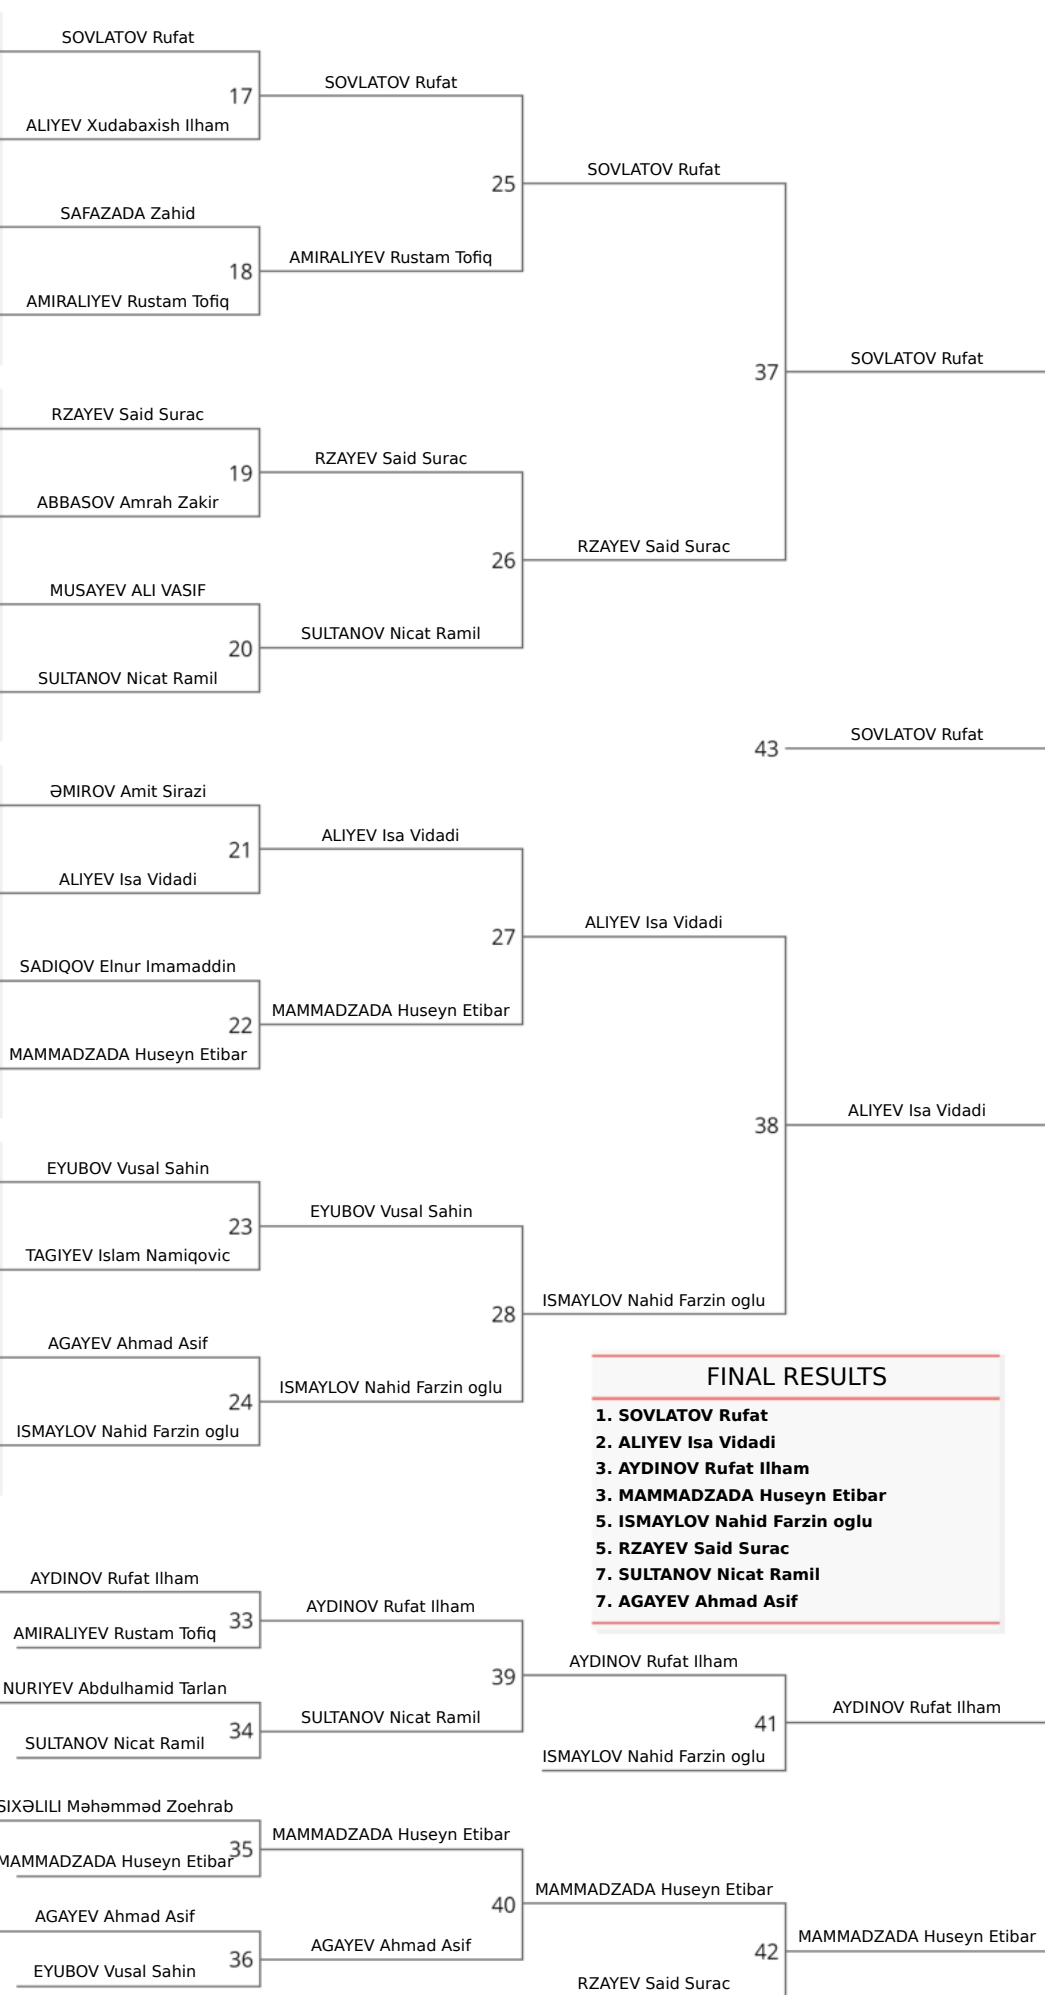 SOVLATOV Rufat
17
SOVLATOV Rufat
ALIYEV Xudabaxish Ilham
25
SOVLATOV Rufat
SAFAZADA Zahid
18
AMIRALIYEV Rustam Tofiq
AMIRALIYEV Rustam Tofiq
37
SOVLATOV Rufat
RZAYEV Said Surac
19
RZAYEV Said Surac
ABBASOV Amrah Zakir
26
RZAYEV Said Surac
MUSAYEV ALI VASIF
20
SULTANOV Nicat Ramil
SULTANOV Nicat Ramil
43
SOVLATOV Rufat
ƏMIROV Amit Sirazi
21
ALIYEV Isa Vidadi
ALIYEV Isa Vidadi
27
ALIYEV Isa Vidadi
SADIQOV Elnur Imamaddin
22
MAMMADZADA Huseyn Etibar
MAMMADZADA Huseyn Etibar
38
ALIYEV Isa Vidadi
EYUBOV Vusal Sahin
23
EYUBOV Vusal Sahin
TAGIYEV Islam Namiqovic
28
ISMAYLOV Nahid Farzin oglu
AGAYEV Ahmad Asif
24
ISMAYLOV Nahid Farzin oglu
ISMAYLOV Nahid Farzin oglu
FINAL RESULTS
1. SOVLATOV Rufat
2. ALIYEV Isa Vidadi
3. AYDINOV Rufat Ilham
3. MAMMADZADA Huseyn Etibar
5. ISMAYLOV Nahid Farzin oglu
5. RZAYEV Said Surac
7. SULTANOV Nicat Ramil
7. AGAYEV Ahmad Asif
AYDINOV Rufat Ilham
33
AYDINOV Rufat Ilham
AMIRALIYEV Rustam Tofiq
39
AYDINOV Rufat Ilham
NURIYEV Abdulhamid Tarlan
34
SULTANOV Nicat Ramil
SULTANOV Nicat Ramil
41
AYDINOV Rufat Ilham
ISMAYLOV Nahid Farzin oglu
SIXƏLILI Məhəmməd Zoehrab
35
MAMMADZADA Huseyn Etibar
MAMMADZADA Huseyn Etibar
40
MAMMADZADA Huseyn Etibar
AGAYEV Ahmad Asif
36
AGAYEV Ahmad Asif
EYUBOV Vusal Sahin
42
MAMMADZADA Huseyn Etibar
RZAYEV Said Surac